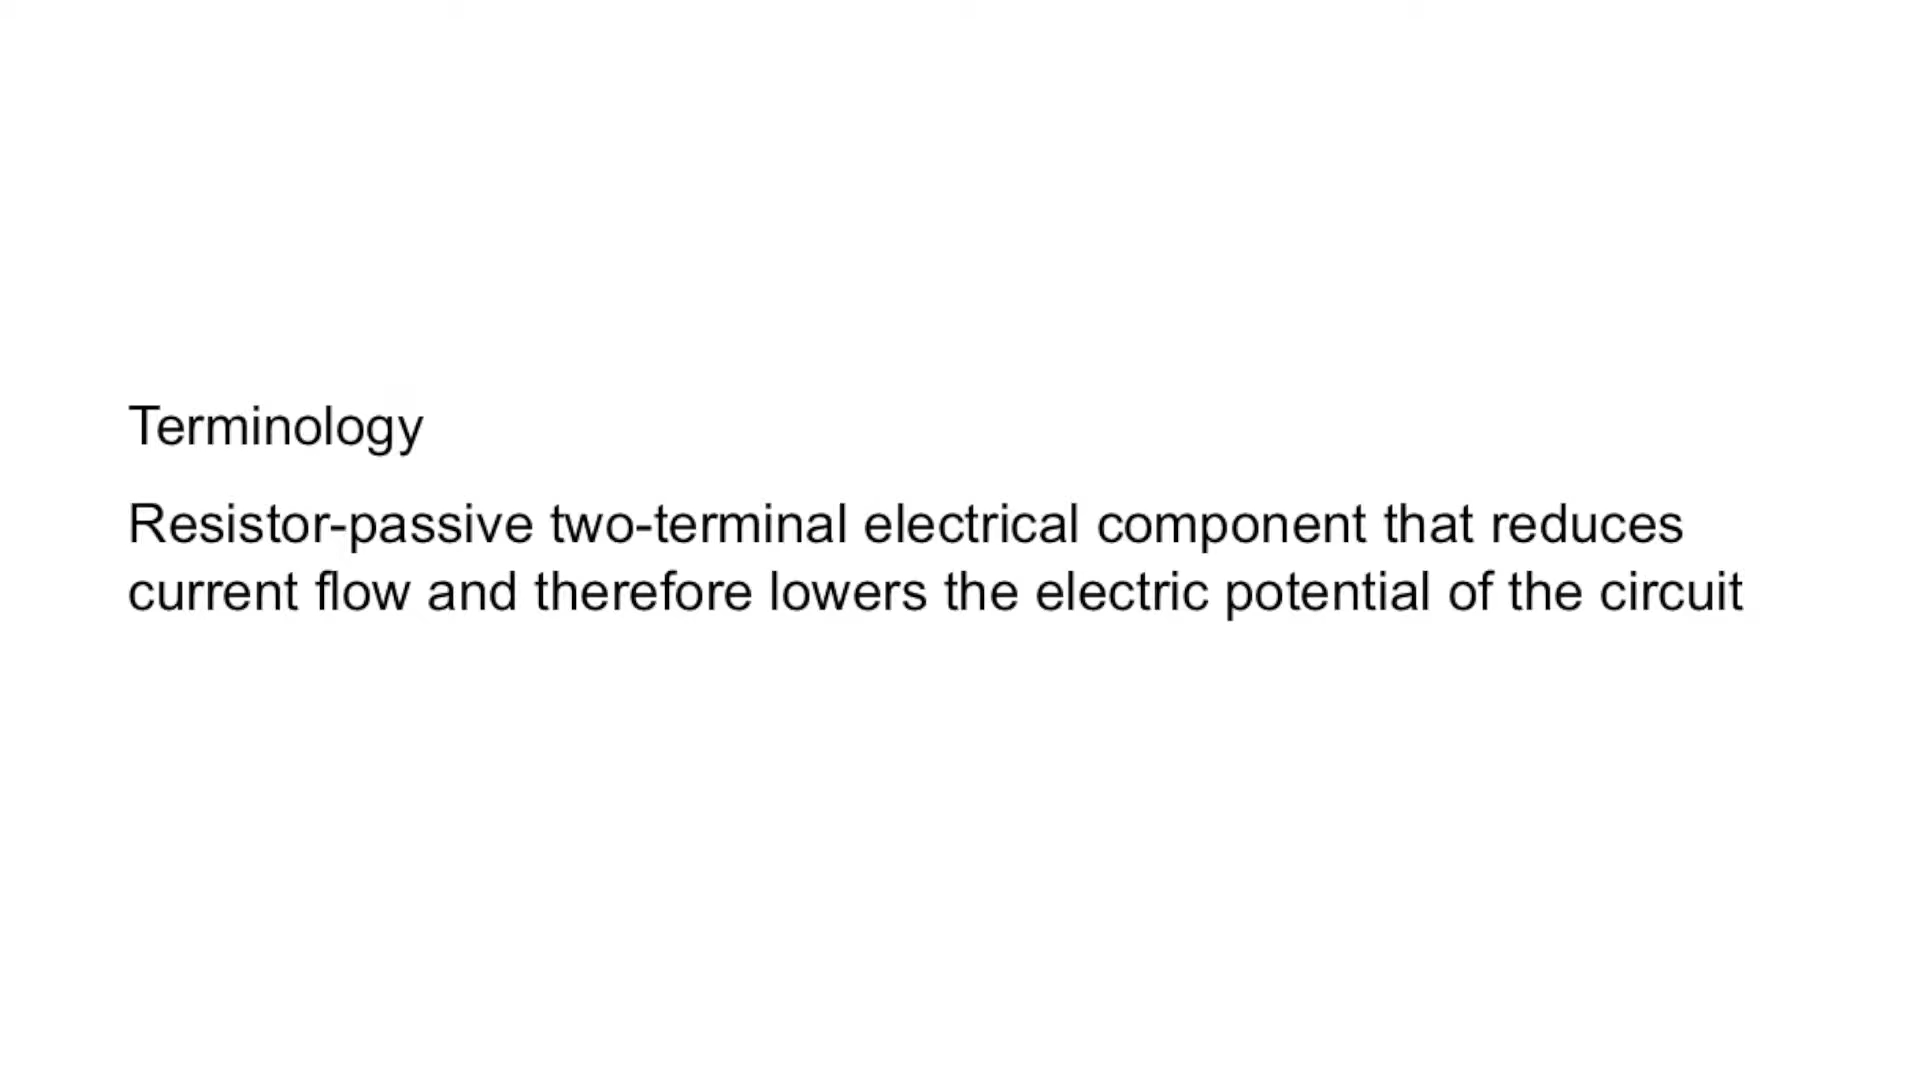 Terminology
Resistor-passive two-terminal electrical component that reduces
current flow and therefore lowers the electric potential of the circuit